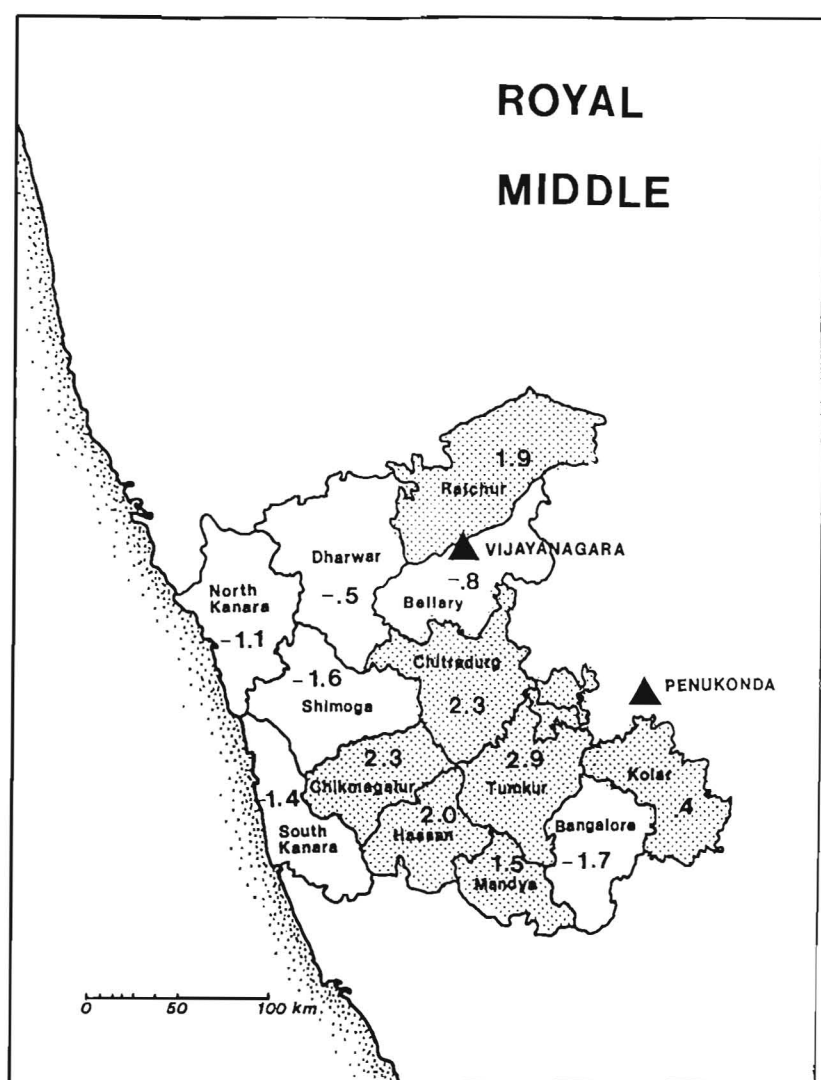 ROYAL
MIDDLE
1.9
Raichur
VIJAYANAGARA
Dharwar
-.5
-.8
Bellary
North
Kanara
-1.1
Chitradurg
2.3
-1.6
Shimoga
PENUKONDA
2.3
Chikmagalur
2.9
Tumkur
Kolar
.4
-1.4
South
Kanara
2.0
Hassan
Bangalore
-1.7
1.5
Mandya
0 50 100 km.